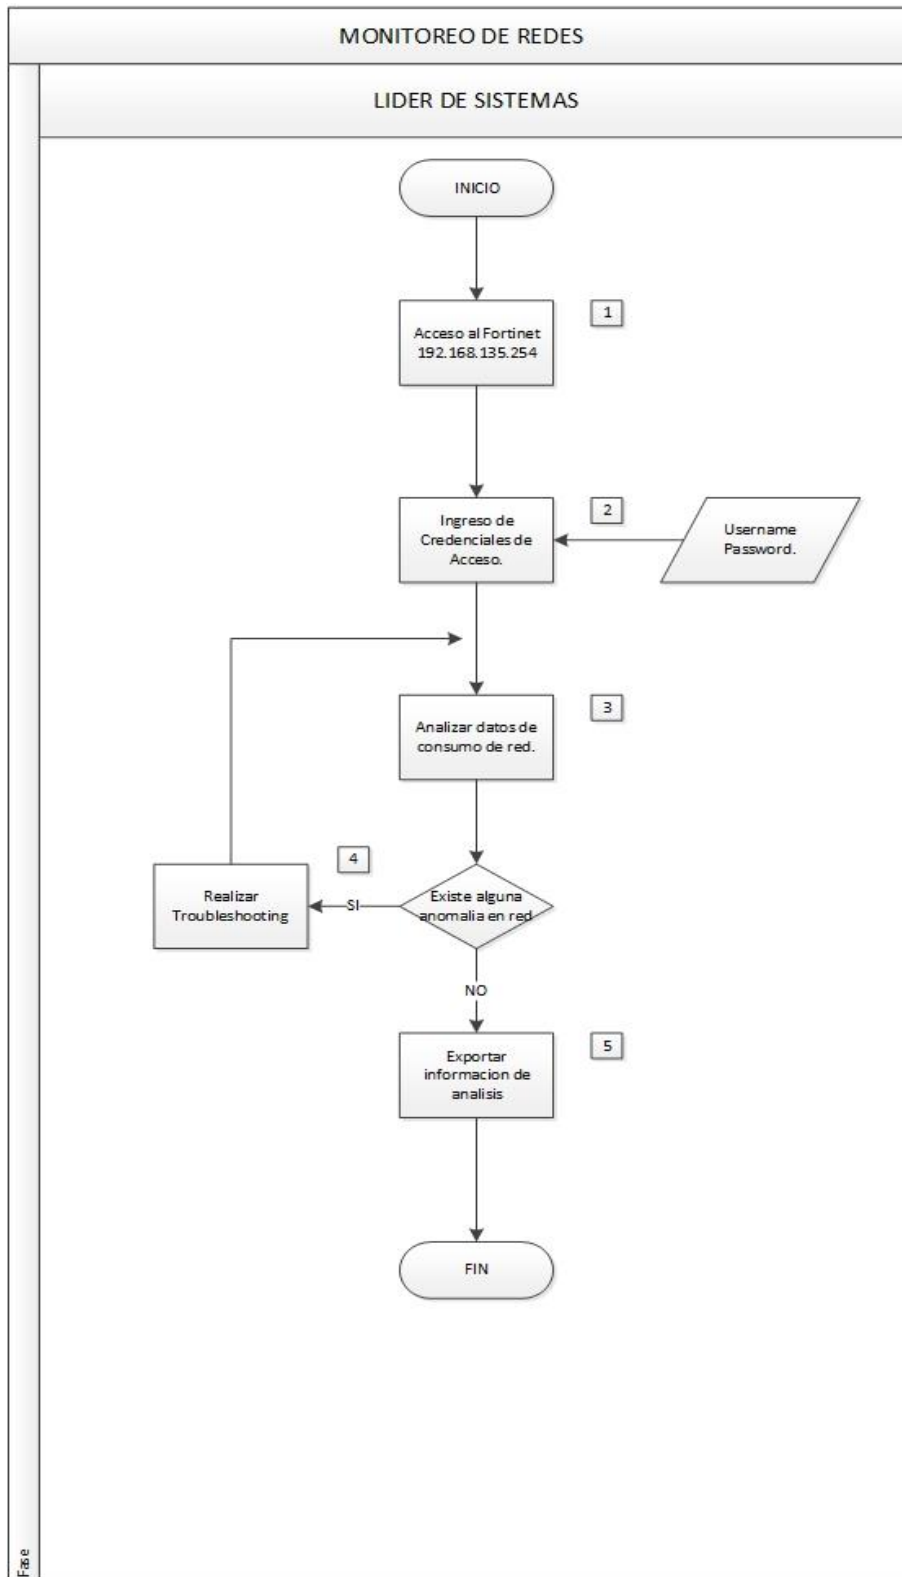 MONITOREO DE REDES
LIDER DE SISTEMAS
INICIO
1
Acceso al Fortinet
192.168.135.254
2
Ingreso de
Credenciales de
Acceso.
Username
Password.
3
Analizar datos de
consumo de red.
4
Realizar
Troubleshooting
SI
Existe alguna
anomalia en red
NO
5
Exportar
informacion de
analisis
FIN
Fase